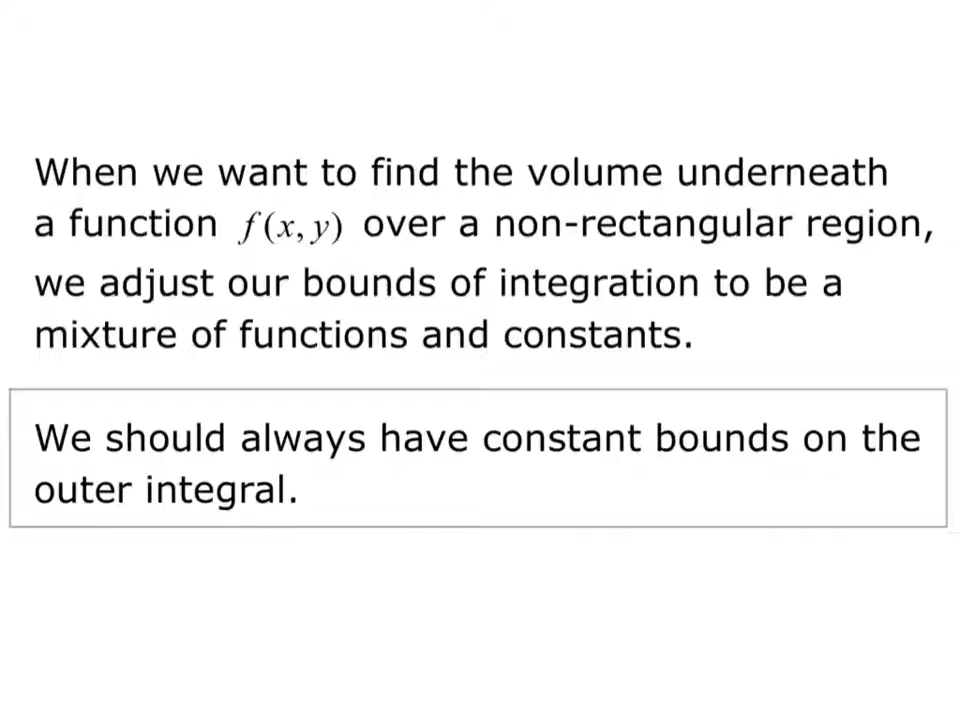 When we want to find the volume underneath
a function f(x, y) over a non-rectangular region,
we adjust our bounds of integration to be a
mixture of functions and constants.
We should always have constant bounds on the
outer integral.